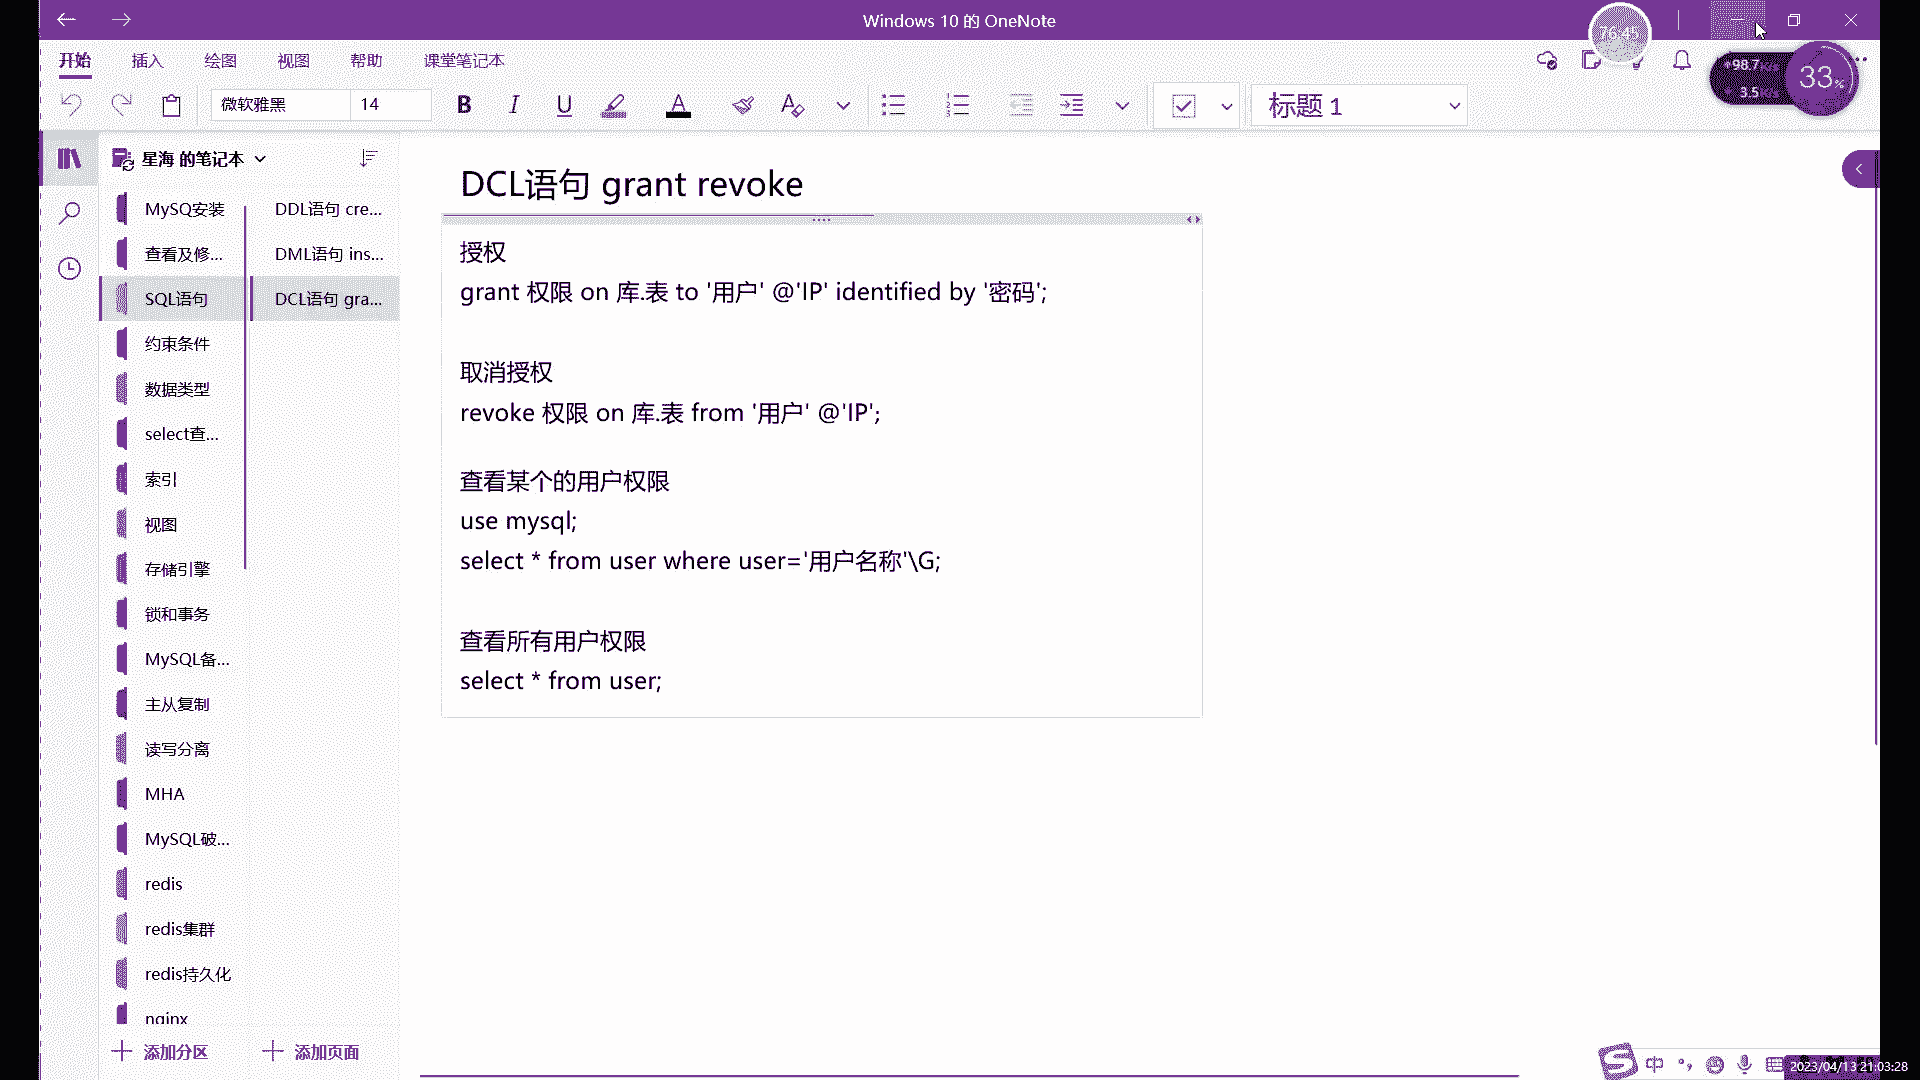 Windows 10 的 OneNote
76:45
开始 插入 绘图 视图 帮助 课堂笔记本
98.7
3.5
33%
微软雅黑 14 B I U A 标题 1
星海 的笔记本
MySQ安装
查看及修...
SQL语句
约束条件
数据类型
select查...
索引
视图
存储引擎
锁和事务
MySQL备...
主从复制
读写分离
MHA
MySQL破...
redis
redis集群
redis持久化
nginx
添加分区
DDL语句 cre...
DML语句 ins...
DCL语句 gra...
添加页面
DCL语句 grant revoke
授权
grant 权限 on 库.表 to '用户' @'IP' identified by '密码';
取消授权
revoke 权限 on 库.表 from '用户' @'IP';
查看某个的用户权限
use mysql;
select * from user where user='用户名称'\G;
查看所有用户权限
select * from user;
中
2023/04/13 21:03:28